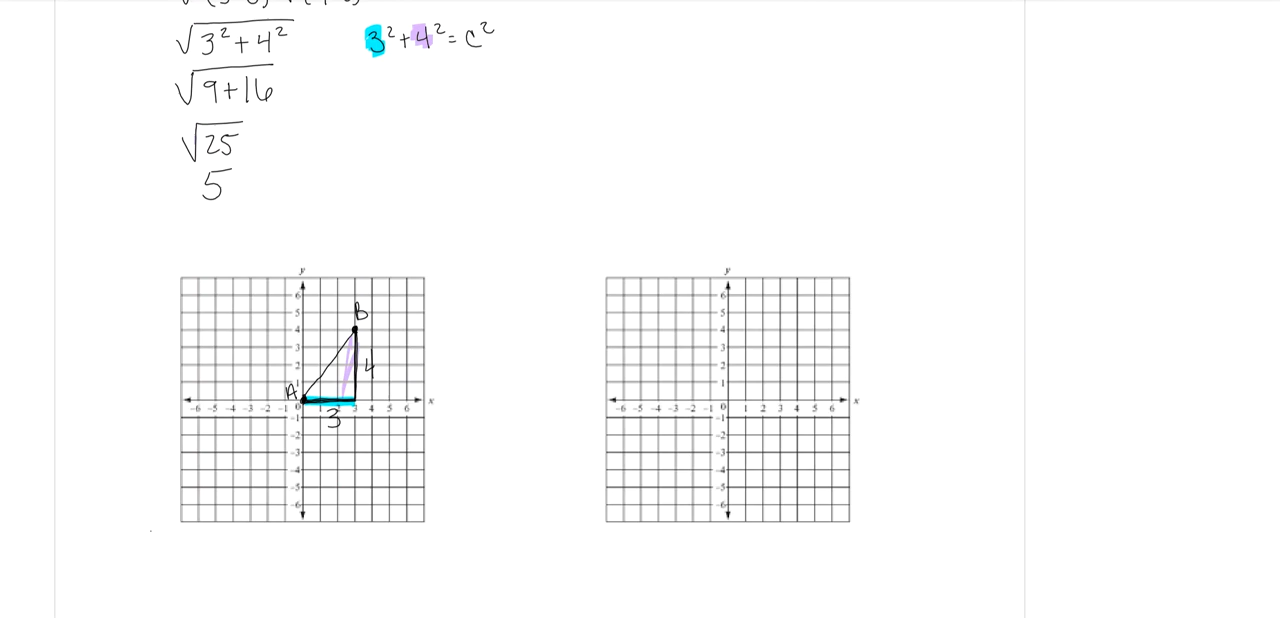 √3²+4² 3²+4²=c²
√9+16
√25
5
y y
6 6
5 B 5
4 4
3 3
2 4 2
A 1 1
-6 -5 -4 -3 -2 -1 0 1 2 3 4 5 6 x -6 -5 -4 -3 -2 -1 0 1 2 3 4 5 6 x
-1 3 -1
-2 -2
-3 -3
-4 -4
-5 -5
-6 -6